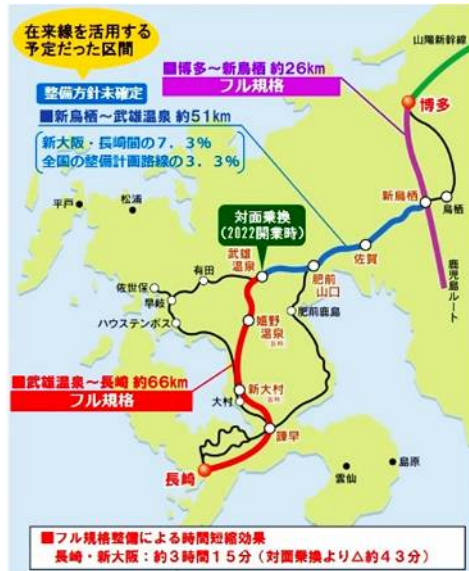 在来線を活用する
予定だった区間
整備方針未確定
■新鳥栖～武雄温泉 約51km
新大阪・長崎間の7．3％
全国の整備計画路線の3．3％
■博多～新鳥栖 約26km
フル規格
山陽新幹線
博多
新鳥栖
鳥栖
鹿児島ルート
対面乗換
(2022開業時)
平戸
松浦
武雄
温泉
佐賀
有田
肥前
山口
佐世保
早岐
ハウステンボス
肥前鹿島
嬉野
温泉
■武雄温泉～長崎 約66km
フル規格
新大村
大村
諫早
長崎
雲仙
島原
■フル規格整備による時間短縮効果
長崎・新大阪：約3時間15分（対面乗換より△約43分）